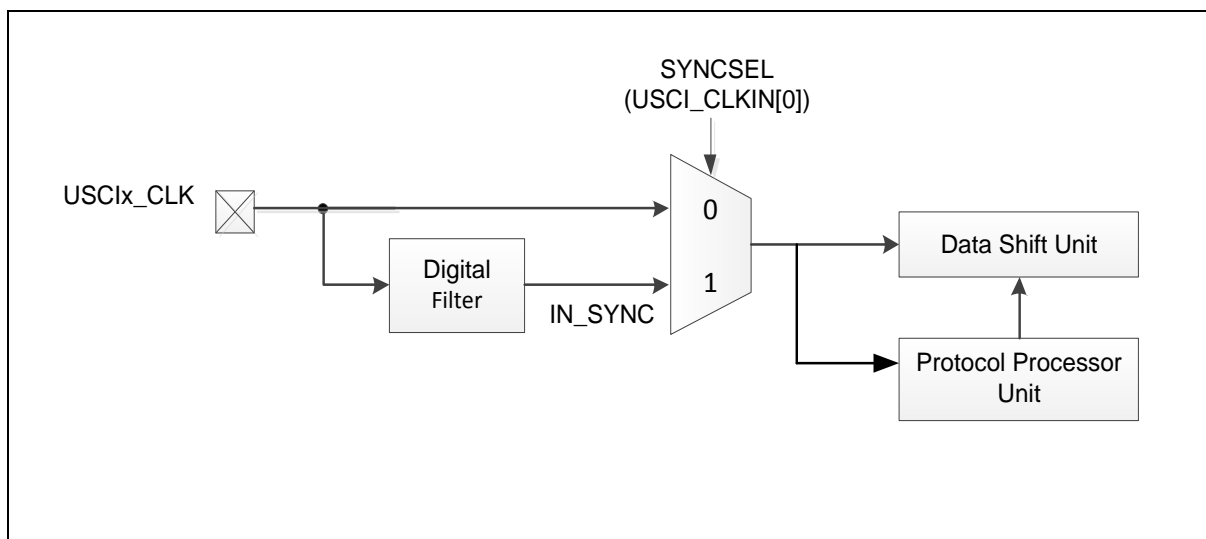 SYNCSEL
(USCI_CLKIN[0])
USCIx_CLK
0
Data Shift Unit
Digital
Filter
1
IN_SYNC
Protocol Processor
Unit